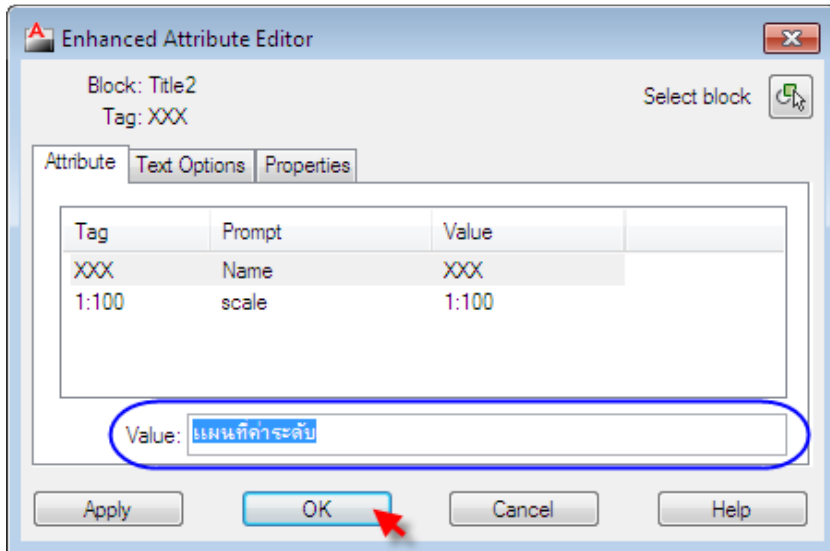 Enhanced Attribute Editor
Block: Title2
Tag: XXX
Select block
Attribute Text Options Properties
Tag Prompt Value
XXX Name XXX
1:100 scale 1:100
Value: แผนที่ค่าระดับ
Apply OK Cancel Help